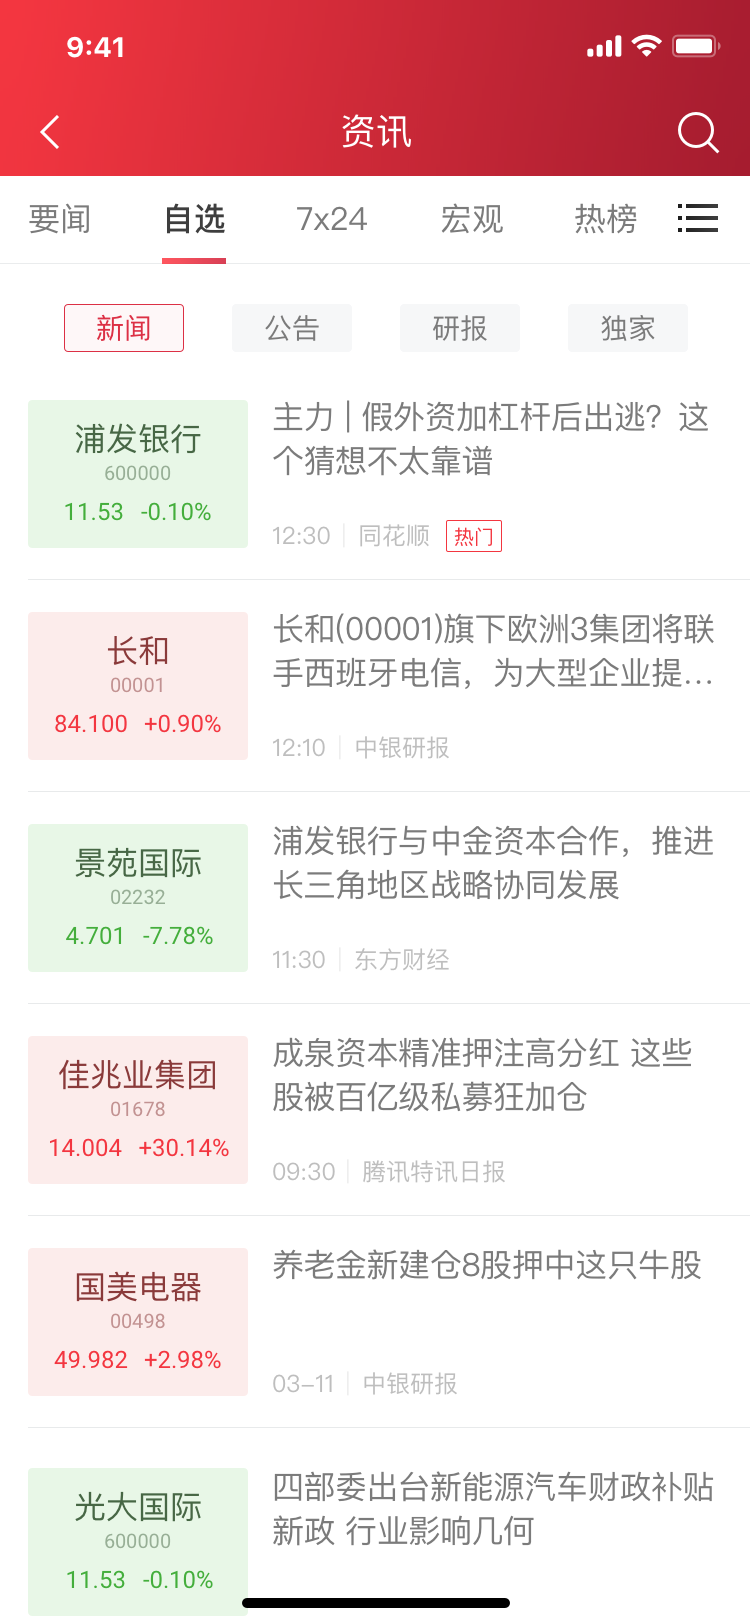 9:41
资讯
要闻 自选 7x24 宏观 热榜
新闻 公告 研报 独家
浦发银行
600000
11.53 -0.10%
主力 | 假外资加杠杆后出逃？这
个猜想不太靠谱
12:30 同花顺 热门
长和
00001
84.100 +0.90%
长和(00001)旗下欧洲3集团将联
手西班牙电信，为大型企业提...
12:10 中银研报
景苑国际
02232
4.701 -7.78%
浦发银行与中金资本合作，推进
长三角地区战略协同发展
11:30 东方财经
佳兆业集团
01678
14.004 +30.14%
成泉资本精准押注高分红 这些
股被百亿级私募狂加仓
09:30 腾讯特讯日报
国美电器
00498
49.982 +2.98%
养老金新建仓8股押中这只牛股
03-11 中银研报
光大国际
600000
11.53 -0.10%
四部委出台新能源汽车财政补贴
新政 行业影响几何